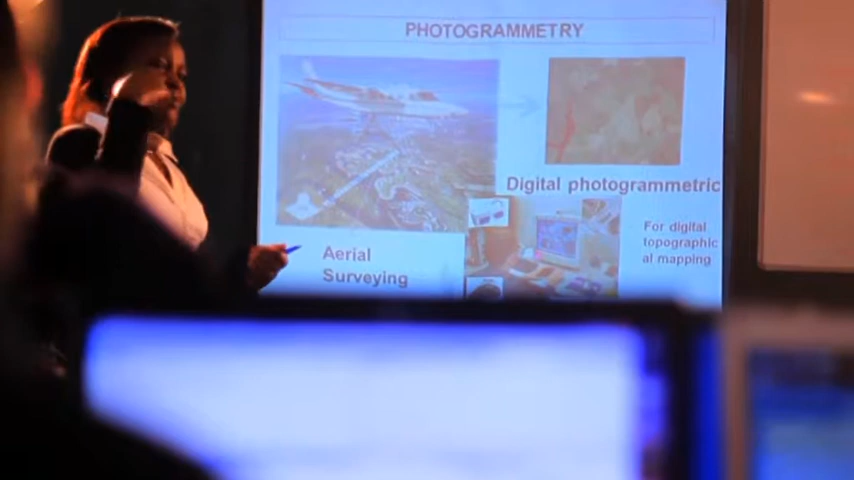 PHOTOGRAMMETRY
Digital photogrammetric
For digital
topographic
al mapping
Aerial
Surveying